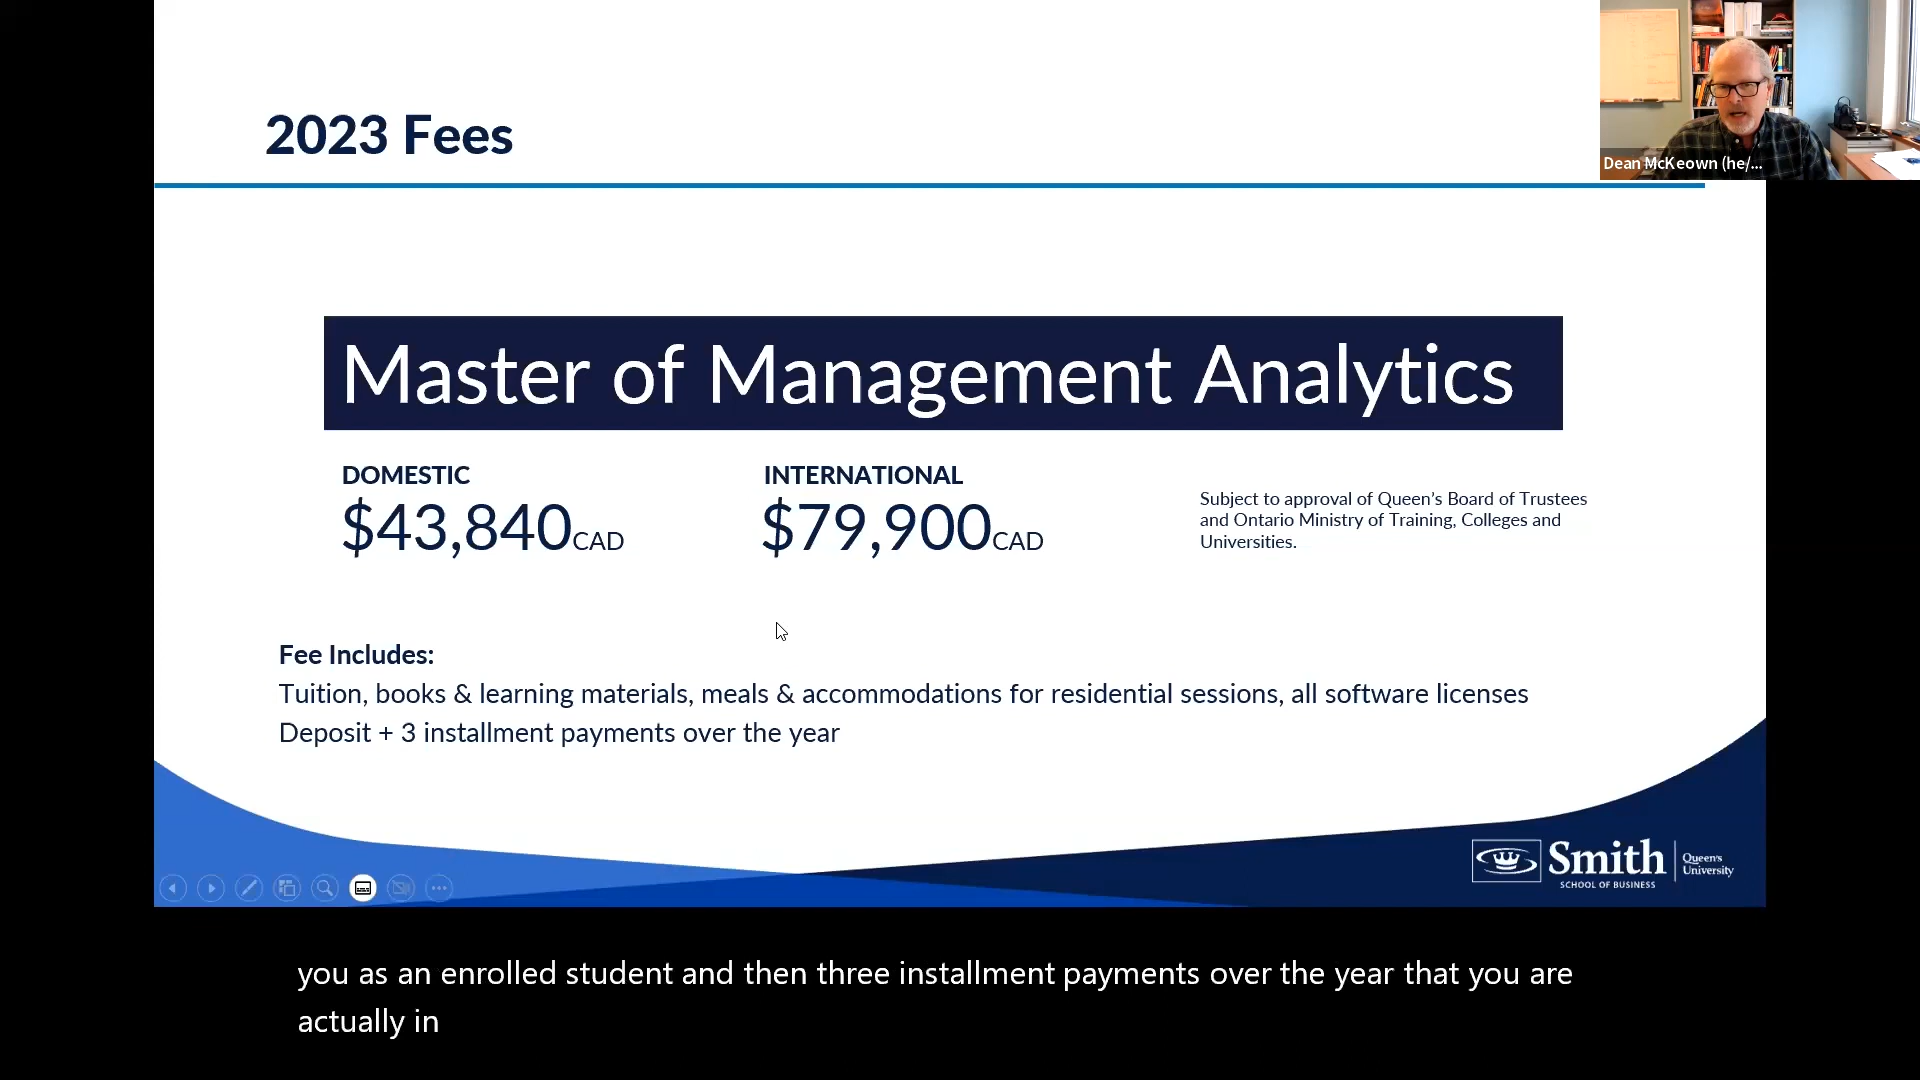 2023 Fees
Dean McKeown (he/...
Master of Management Analytics
DOMESTIC
$43,840CAD
INTERNATIONAL
$79,900CAD
Subject to approval of Queen’s Board of Trustees
and Ontario Ministry of Training, Colleges and
Universities.
Fee Includes:
Tuition, books & learning materials, meals & accommodations for residential sessions, all software licenses
Deposit + 3 installment payments over the year
Smith
SCHOOL OF BUSINESS
Queen's
University
you as an enrolled student and then three installment payments over the year that you are
actually in